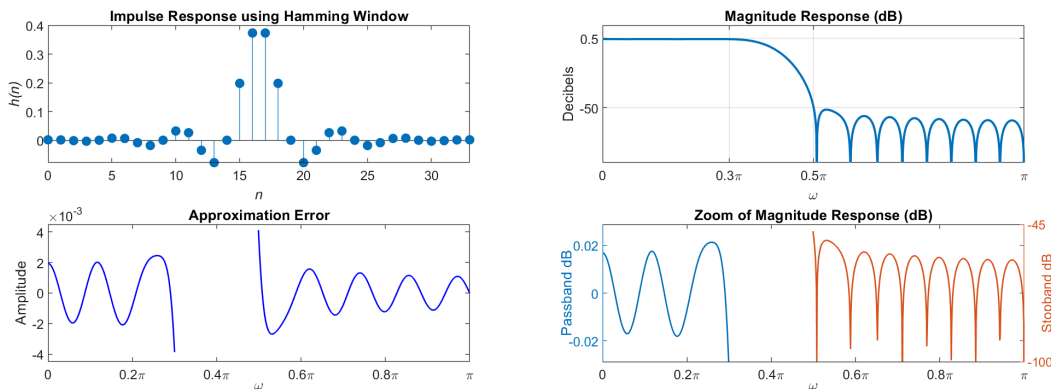 Impulse Response using Hamming Window
0.4
0.3
0.2
0.1
0
h(n)
0 5 10 15 20 25 30
n
Magnitude Response (dB)
0.5
-50
Decibels
0 0.3π 0.5π π
ω
Approximation Error
×10⁻³
4
2
0
-2
-4
Amplitude
0 0.2π 0.4π 0.6π 0.8π π
ω
Zoom of Magnitude Response (dB)
0.02
0
-0.02
Passband dB
-45
-100
Stopband dB
0 0.2π 0.4π 0.6π 0.8π π
ω